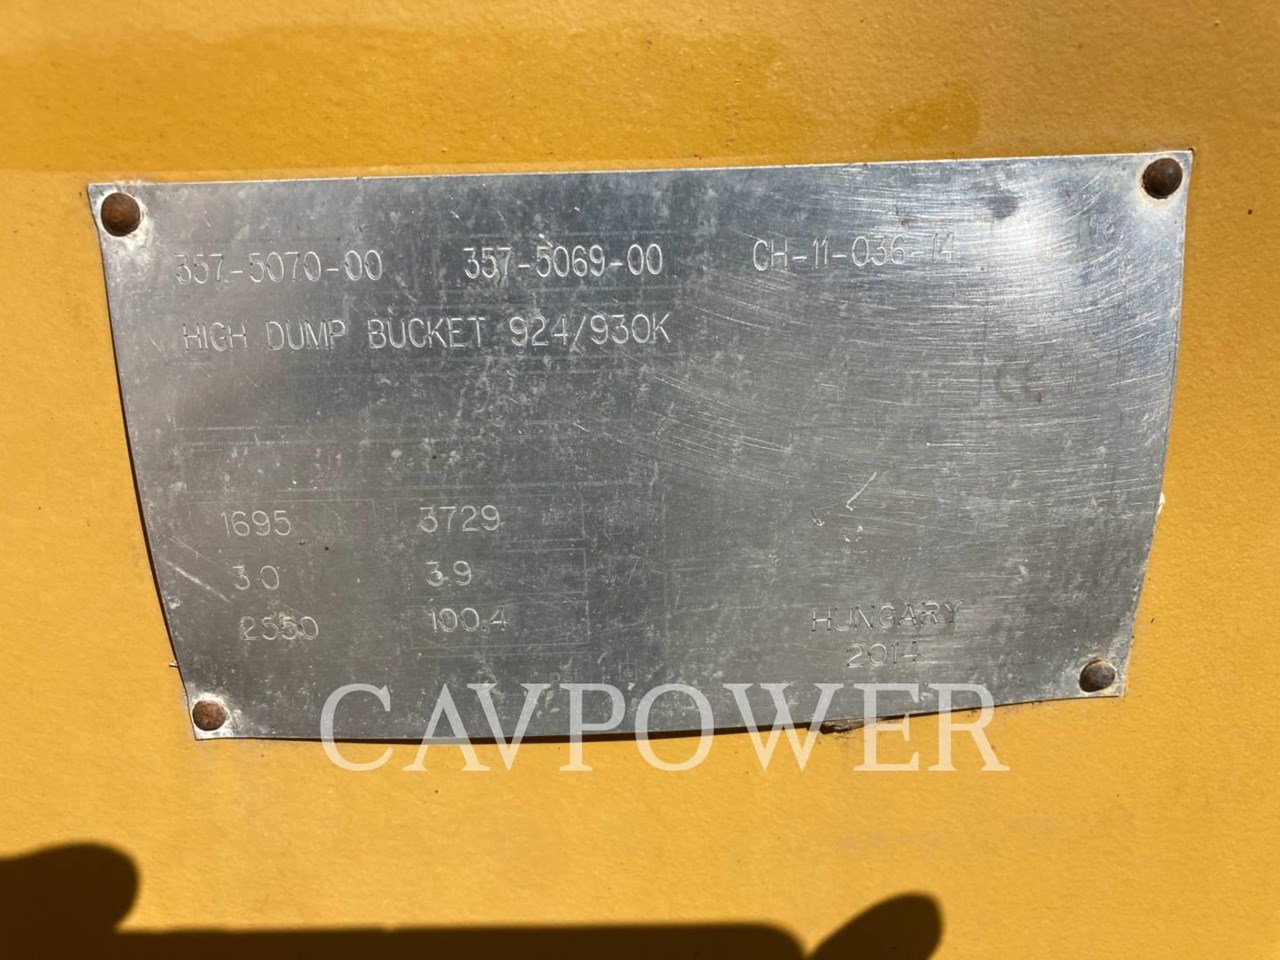 357-5070-00 357-5069-00 CH-11-036-14
HIGH DUMP BUCKET 924/930K
CE
1695 3729
3.0 3.9
2550 100.4
HUNGARY
2014
CAVPOWER